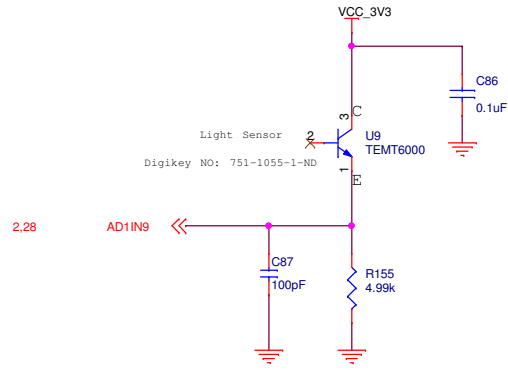 VCC_3V3
C86
0.1uF
3
C
Light Sensor
2
U9
TEMT6000
Digikey NO: 751-1055-1-ND
1
E
2,28
AD1IN9
C87
100pF
R155
4.99k